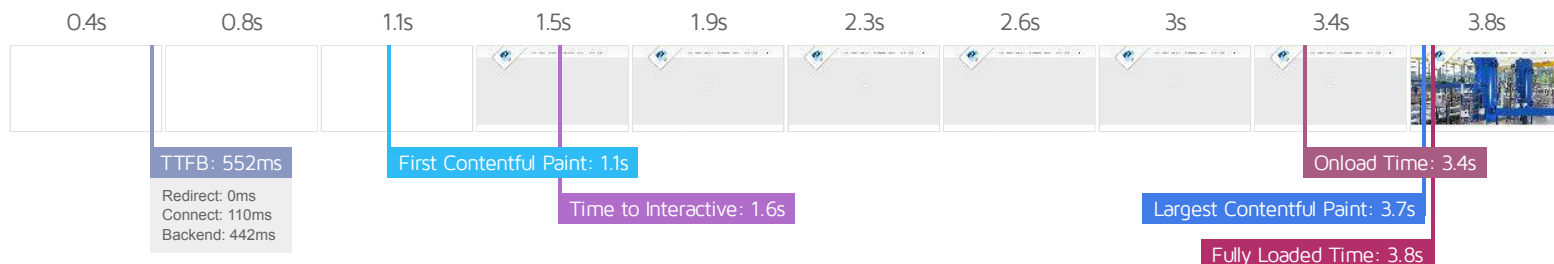 0.4s
0.8s
1.1s
1.5s
1.9s
2.3s
2.6s
3s
3.4s
3.8s
TTFB: 552ms
Redirect: 0ms
Connect: 110ms
Backend: 442ms
First Contentful Paint: 1.1s
Time to Interactive: 1.6s
Onload Time: 3.4s
Largest Contentful Paint: 3.7s
Fully Loaded Time: 3.8s